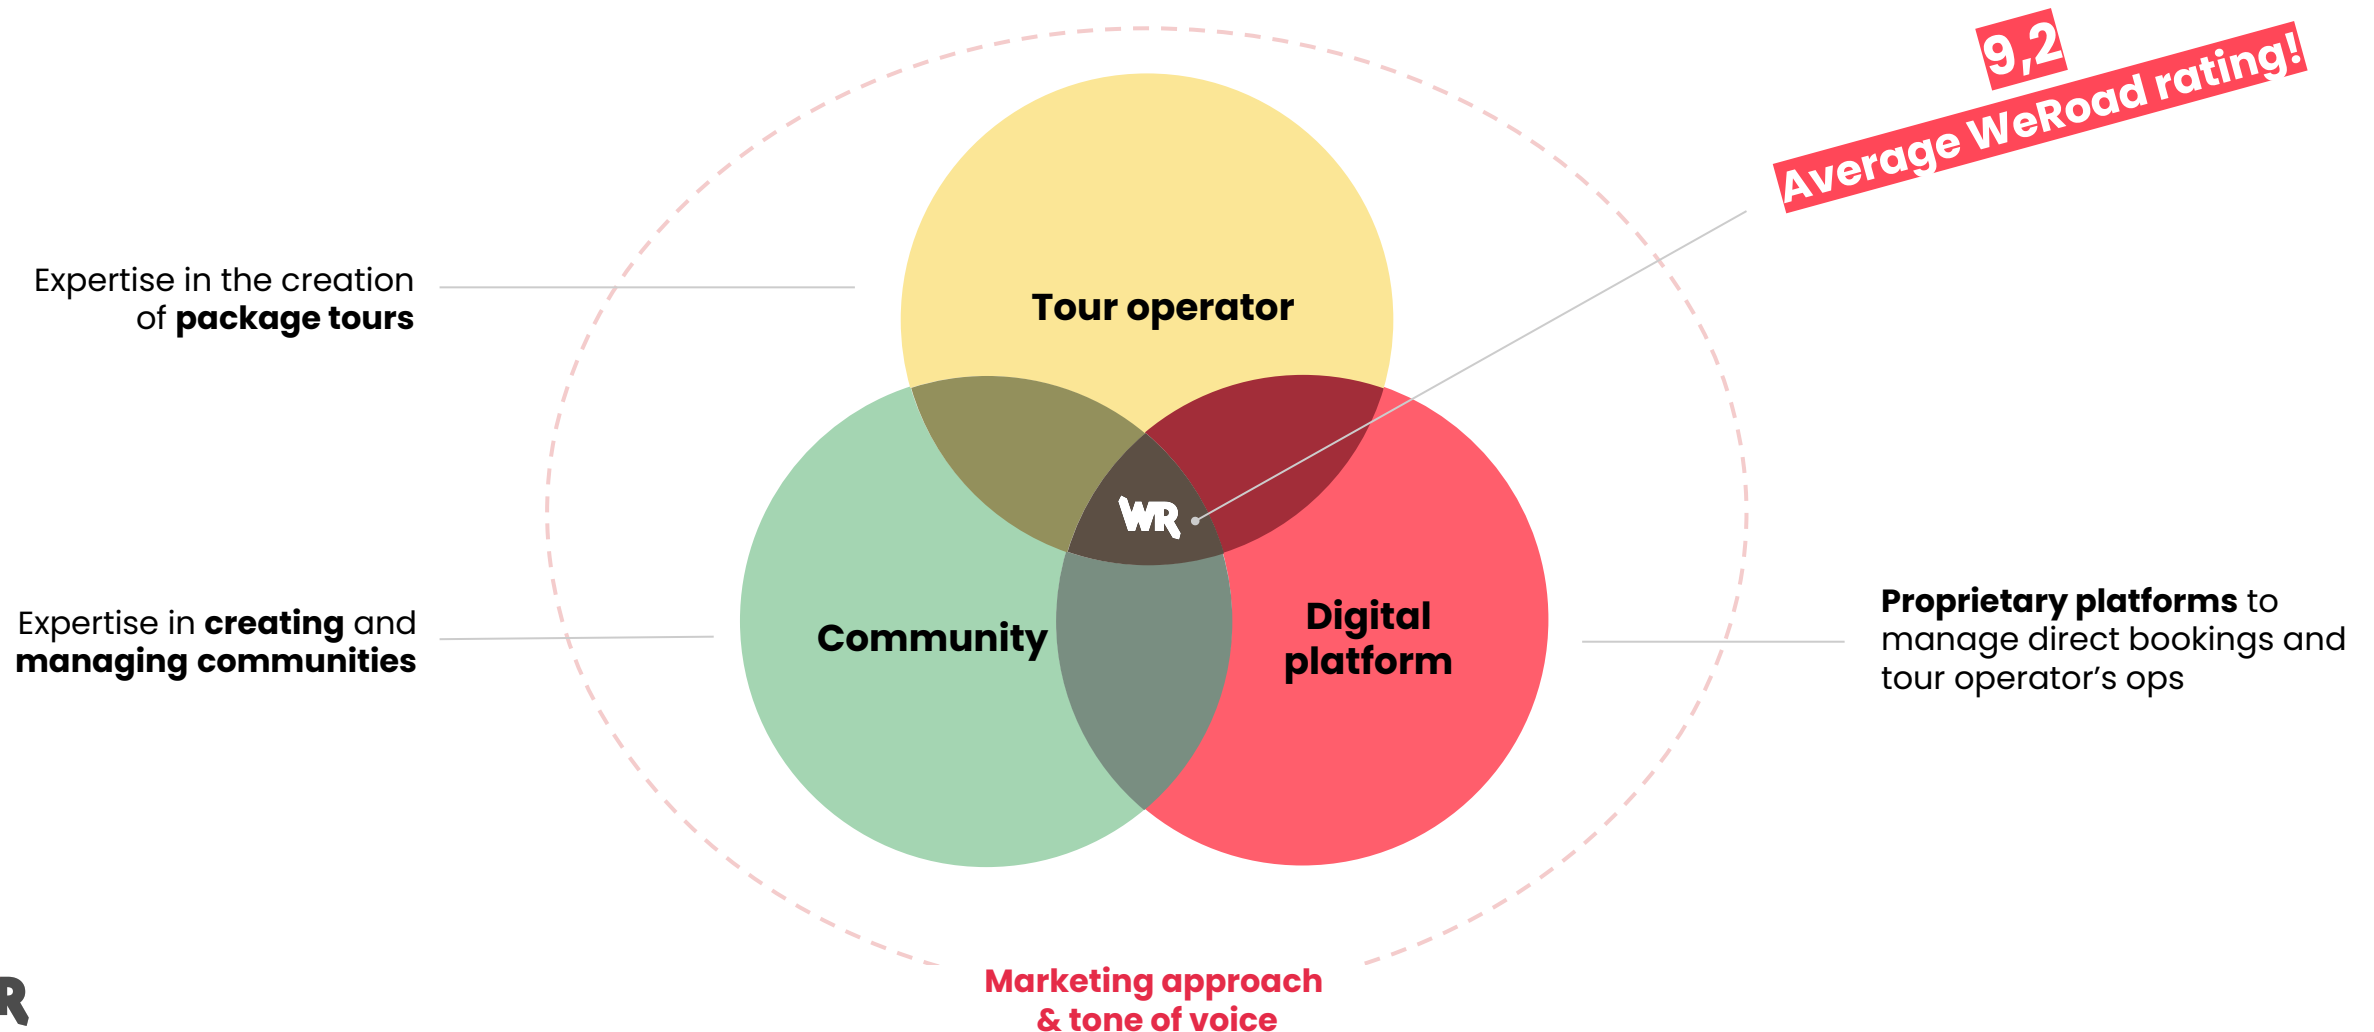 9,2
Average WeRoad rating!
Expertise in the creation
of package tours
Tour operator
WR
Expertise in creating and
managing communities
Community
Digital
platform
Proprietary platforms to
manage direct bookings and
tour operator’s ops
Marketing approach
& tone of voice
R